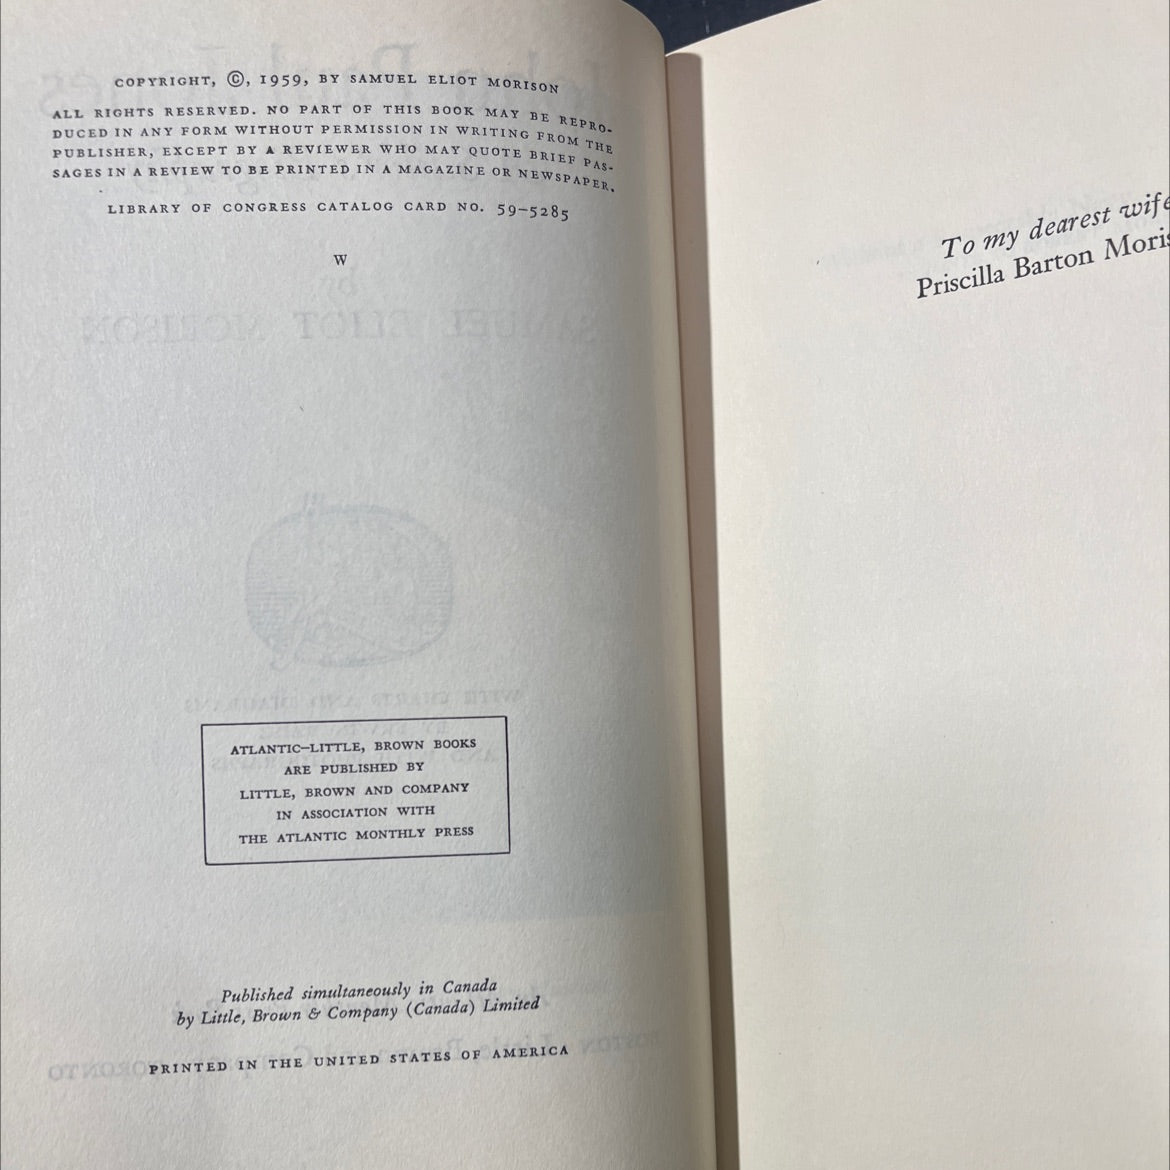 COPYRIGHT, ©, 1959, BY SAMUEL ELIOT MORISON
ALL RIGHTS RESERVED. NO PART OF THIS BOOK MAY BE REPRO-
DUCED IN ANY FORM WITHOUT PERMISSION IN WRITING FROM THE
PUBLISHER, EXCEPT BY A REVIEWER WHO MAY QUOTE BRIEF PAS-
SAGES IN A REVIEW TO BE PRINTED IN A MAGAZINE OR NEWSPAPER.
LIBRARY OF CONGRESS CATALOG CARD NO. 59–5285
W
ATLANTIC–LITTLE, BROWN BOOKS
ARE PUBLISHED BY
LITTLE, BROWN AND COMPANY
IN ASSOCIATION WITH
THE ATLANTIC MONTHLY PRESS
Published simultaneously in Canada
by Little, Brown & Company (Canada) Limited
PRINTED IN THE UNITED STATES OF AMERICA
To my dearest wife
Priscilla Barton Moris